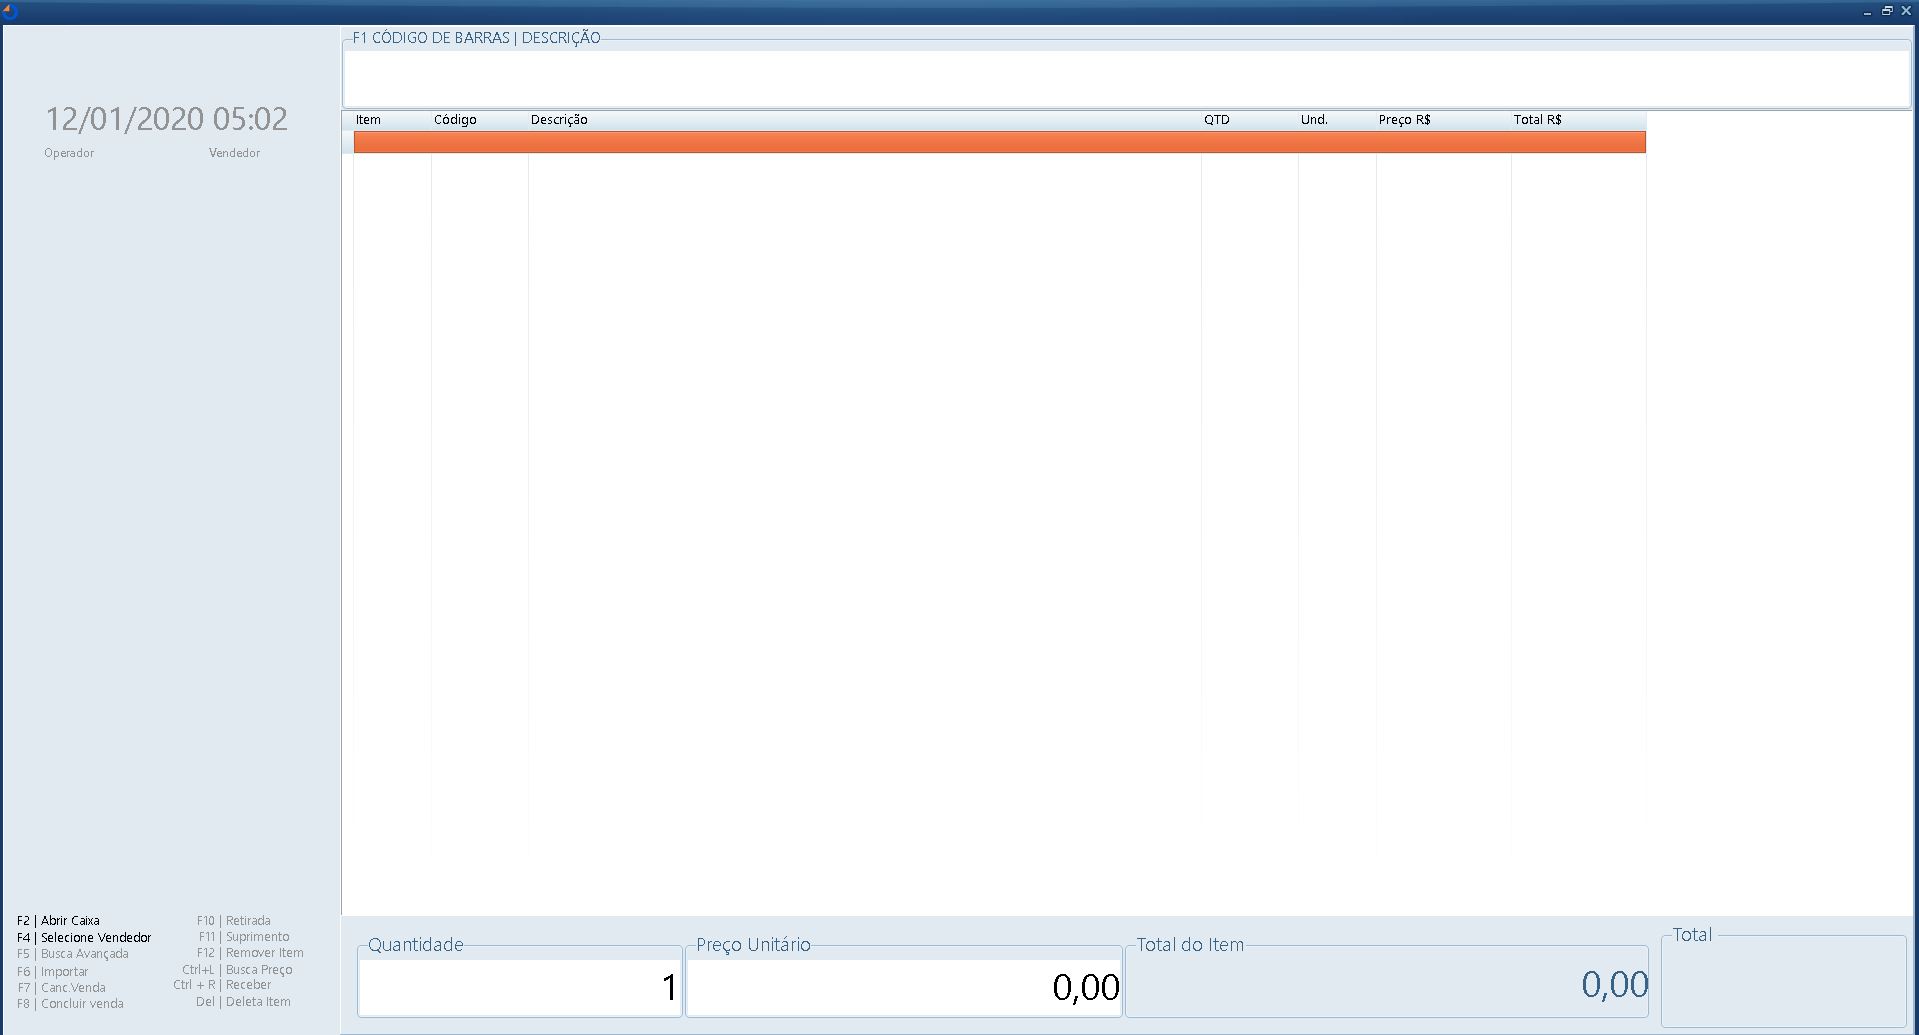 F1 CÓDIGO DE BARRAS | DESCRIÇÃO
12/01/2020 05:02
Operador Vendedor
Item Código Descrição QTD Und. Preço R$ Total R$
F2 | Abrir Caixa
F4 | Selecione Vendedor
F5 | Busca Avançada
F6 | Importar
F7 | Canc.Venda
F8 | Concluir venda
F10 | Retirada
F11 | Suprimento
F12 | Remover Item
Ctrl+L | Busca Preço
Ctrl + R | Receber
Del | Deleta Item
Quantidade
1
Preço Unitário
0,00
Total do Item
0,00
Total